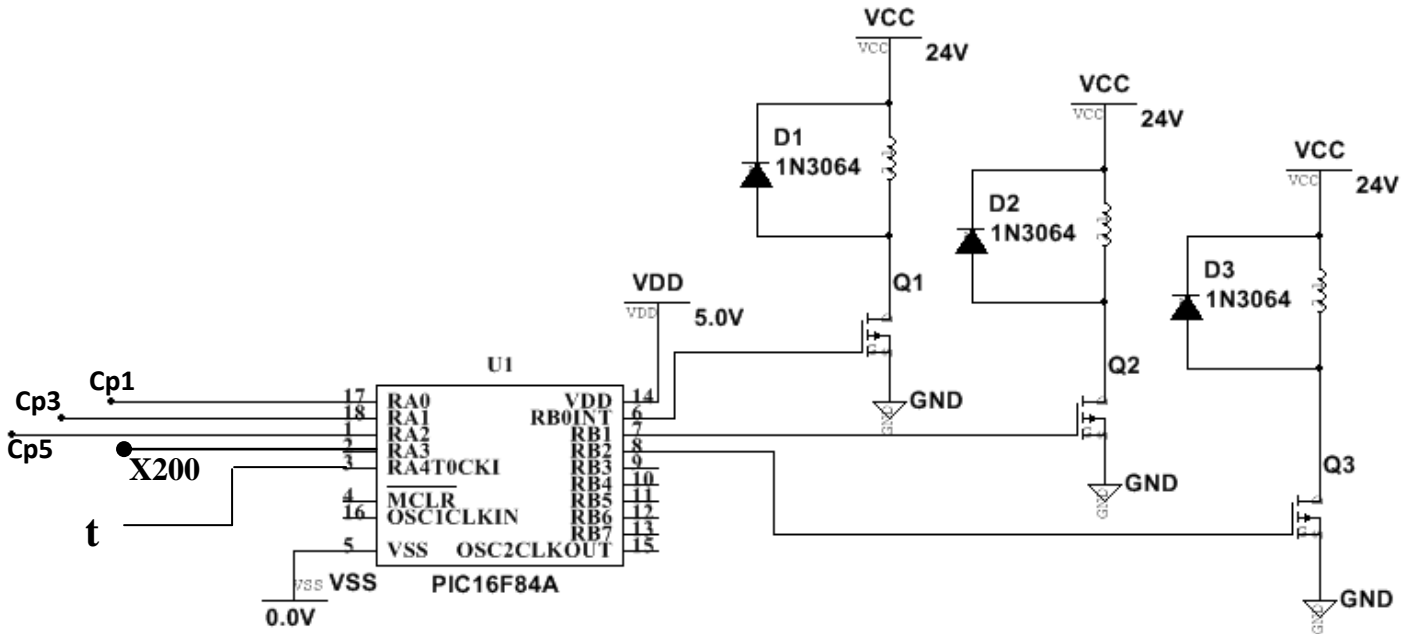 VCC
VCC
24V
D1
1N3064
Q1
VCC
VCC
24V
D2
1N3064
Q2
VCC
VCC
24V
D3
1N3064
Q3
VDD
VDD
5.0V
U1
Cp1
Cp3
Cp5
X200
t
17 RA0
18 RA1
1 RA2
2 RA3
3 RA4T0CKI
4 MCLR
16 OSC1CLKIN
5 VSS
VDD 14
RB0INT 6
RB1 7
RB2 8
RB3 9
RB4 10
RB5 11
RB6 12
RB7 13
OSC2CLKOUT 15
PIC16F84A
VSS VSS
0.0V
GND
GND
GND
GND
GND
GND